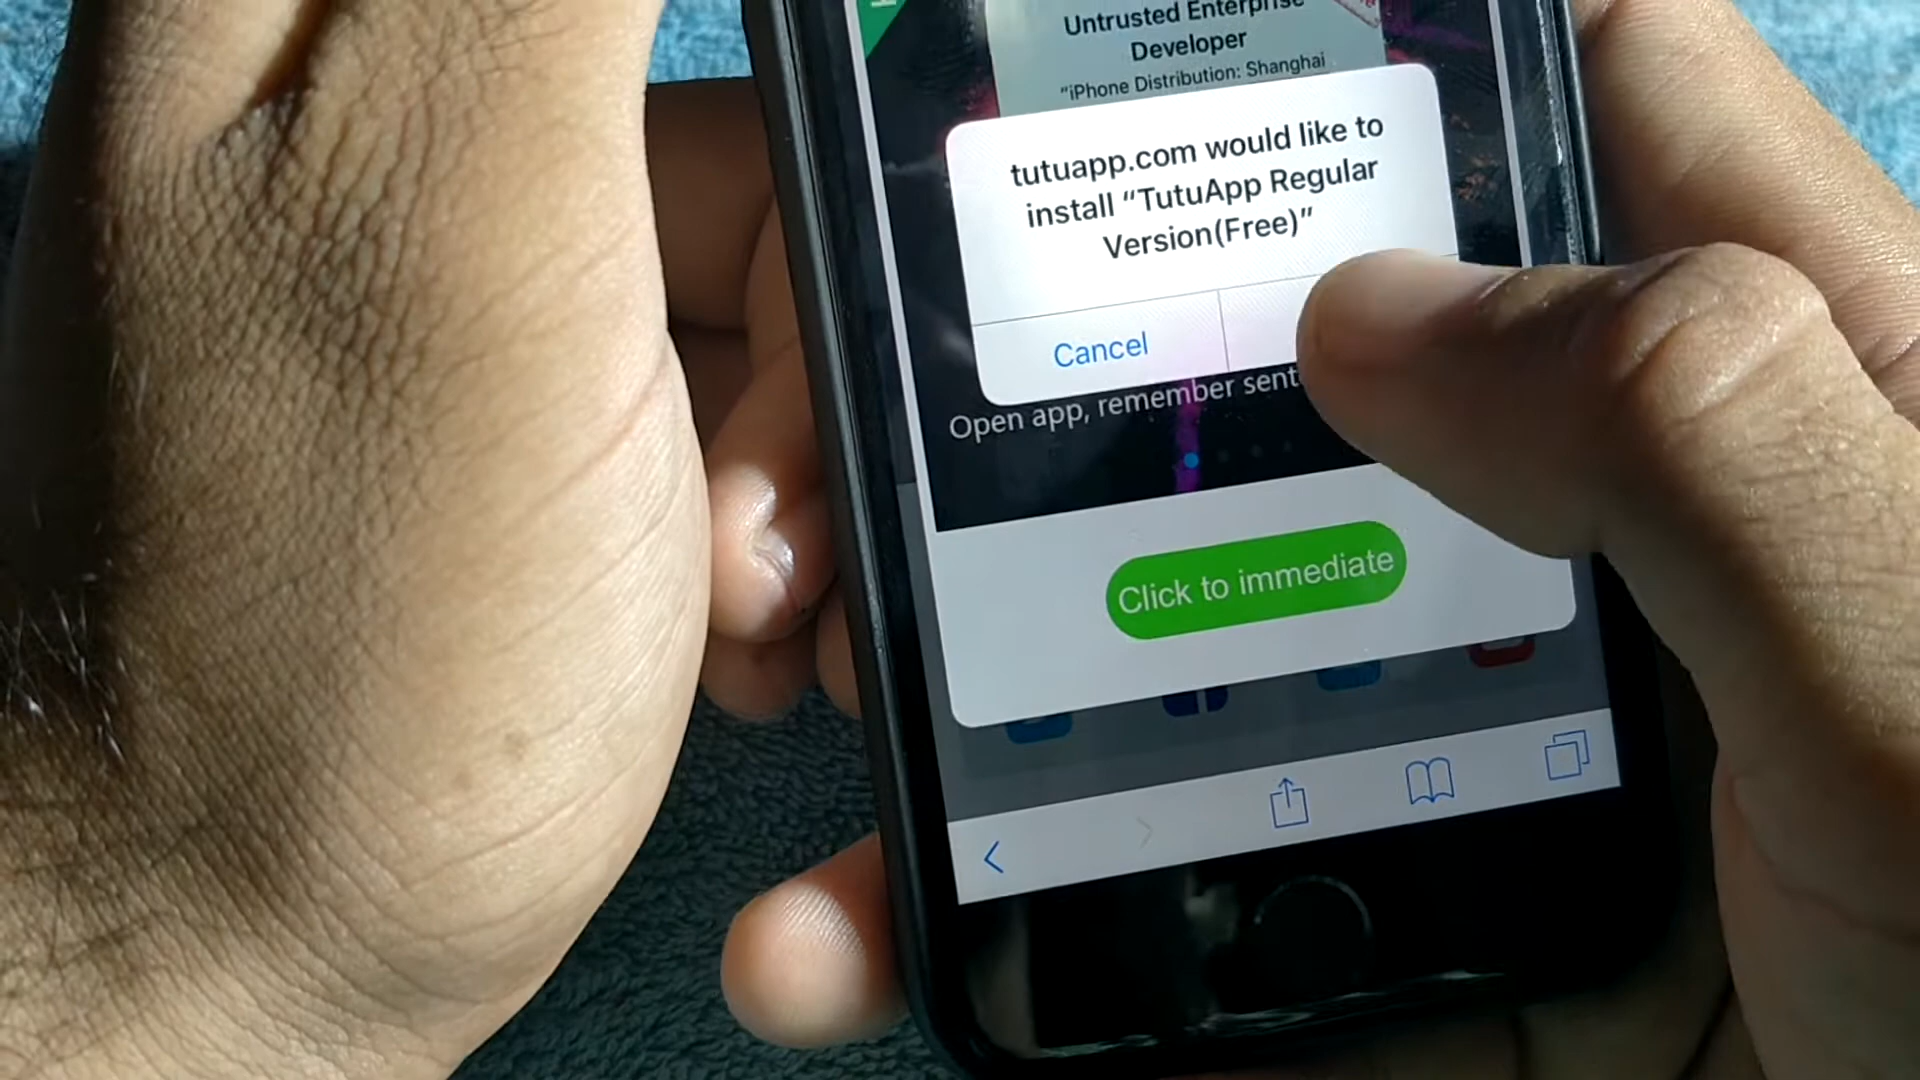 Untrusted Enterprise
Developer
“iPhone Distribution: Shanghai
tutuapp.com would like to
install “TutuApp Regular
Version(Free)”
Cancel
Open app, remember sent
Click to immediate